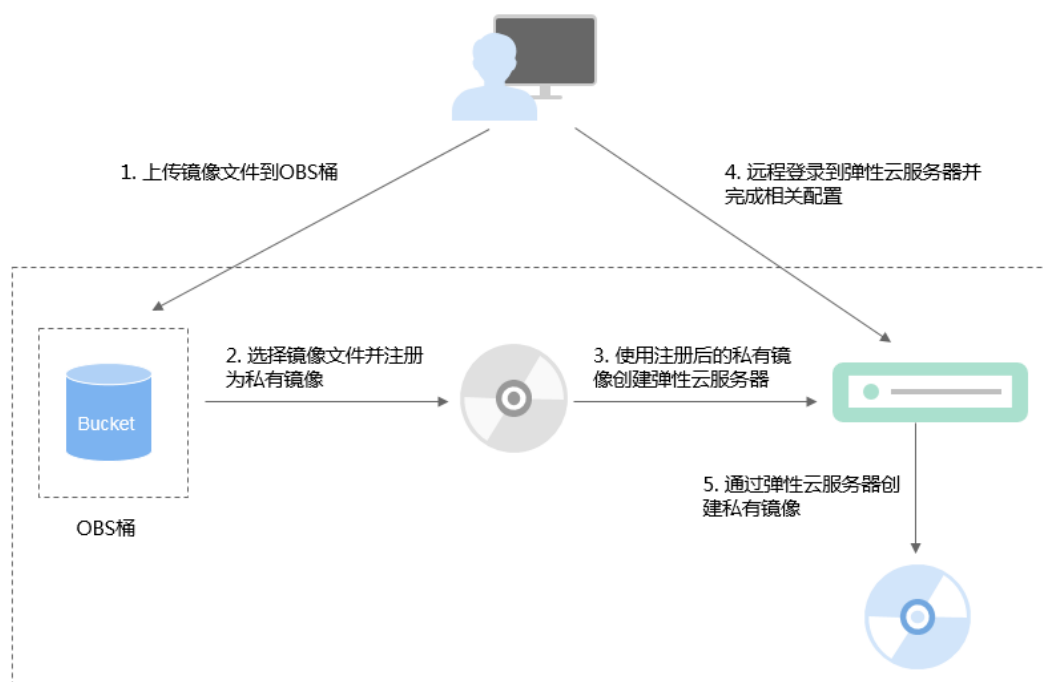 1. 上传镜像文件到OBS桶
4. 远程登录到弹性云服务器并
完成相关配置
2. 选择镜像文件并注册
为私有镜像
3. 使用注册后的私有镜
像创建弹性云服务器
Bucket
OBS桶
5. 通过弹性云服务器创
建私有镜像